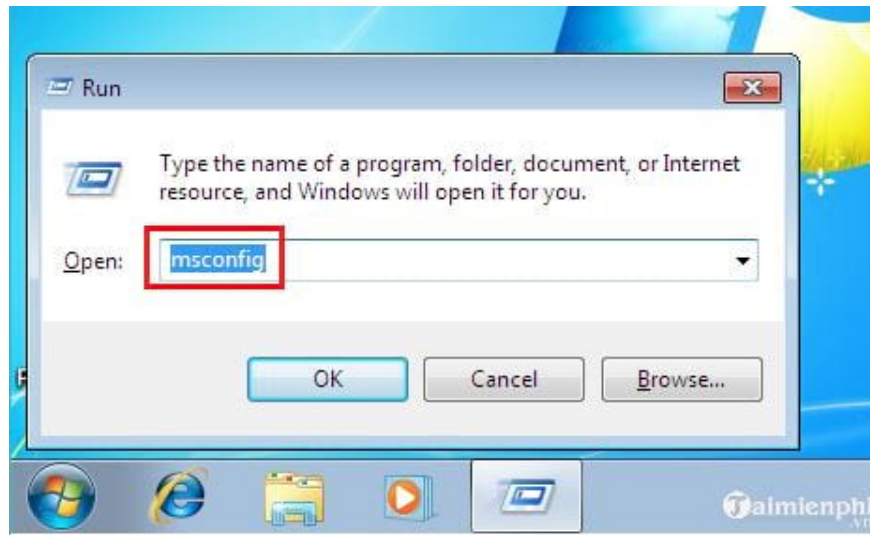 Run
Type the name of a program, folder, document, or Internet
resource, and Windows will open it for you.
Open: msconfig
OK Cancel Browse...
Taimienphi
.vn